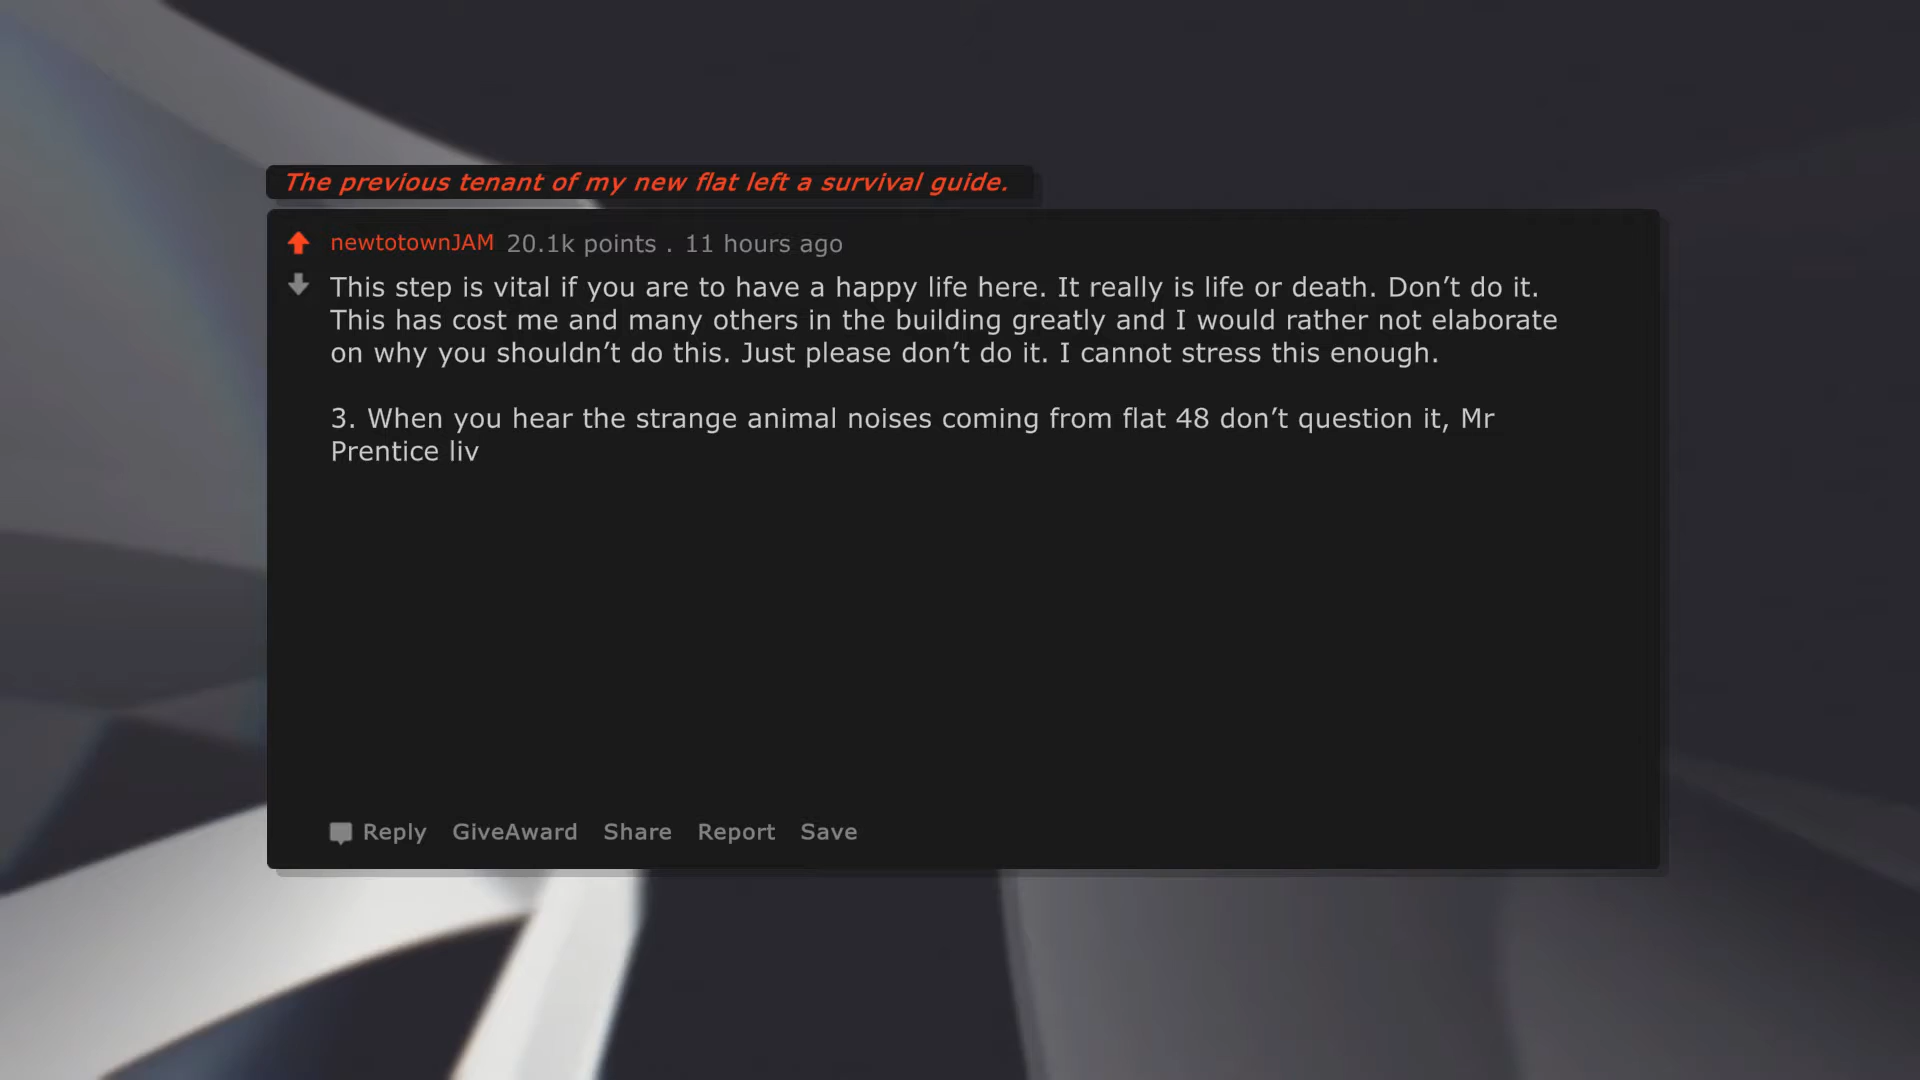 The previous tenant of my new flat left a survival guide.
newtotownJAM 20.1k points . 11 hours ago
This step is vital if you are to have a happy life here. It really is life or death. Don’t do it.
This has cost me and many others in the building greatly and I would rather not elaborate
on why you shouldn’t do this. Just please don’t do it. I cannot stress this enough.
3. When you hear the strange animal noises coming from flat 48 don’t question it, Mr
Prentice liv
Reply GiveAward Share Report Save